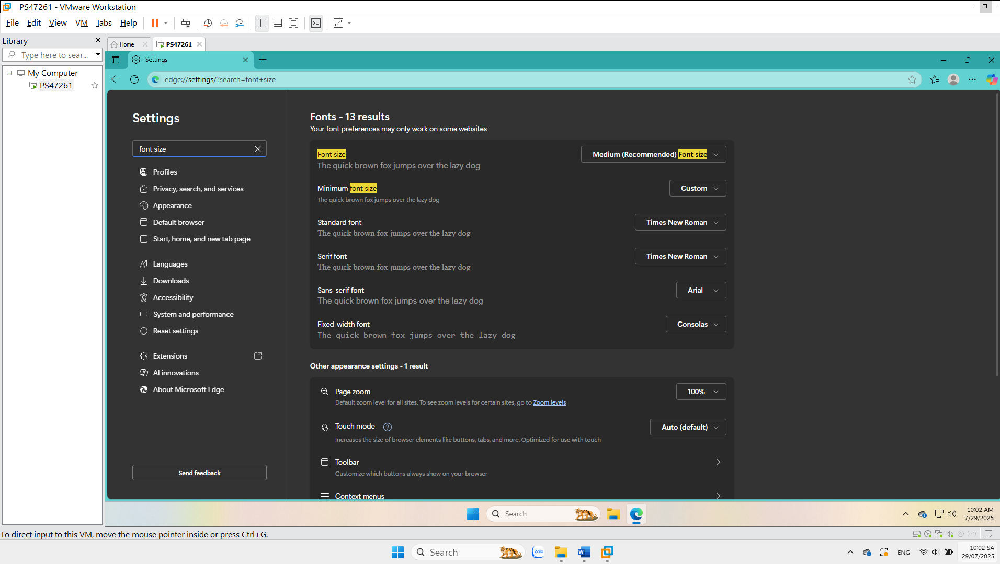 PS47261 - VMware Workstation
File Edit View VM Tabs Help
Library
Type here to sear...
My Computer
PS47261
Home
PS47261
Settings
edge://settings/?search=font+size
Settings
font size
Profiles
Privacy, search, and services
Appearance
Default browser
Start, home, and new tab page
Languages
Downloads
Accessibility
System and performance
Reset settings
Extensions
AI innovations
About Microsoft Edge
Send feedback
Fonts - 13 results
Your font preferences may only work on some websites
Font size
Medium (Recommended) Font size
The quick brown fox jumps over the lazy dog
Minimum font size
Custom
The quick brown fox jumps over the lazy dog
Standard font
Times New Roman
The quick brown fox jumps over the lazy dog
Serif font
Times New Roman
The quick brown fox jumps over the lazy dog
Sans-serif font
Arial
The quick brown fox jumps over the lazy dog
Fixed-width font
Consolas
The quick brown fox jumps over the lazy dog
Other appearance settings - 1 result
Page zoom
100%
Default zoom level for all sites. To see zoom levels for certain sites, go to Zoom levels
Touch mode
Auto (default)
Increases the size of browser elements like buttons, tabs, and more. Optimized for use with touch
Toolbar
Customize which buttons always show on your browser
Context menus
Search
10:02 AM
7/29/2025
To direct input to this VM, move the mouse pointer inside or press Ctrl+G.
Search
Zalo
W
ENG
10:02 SA
29/07/2025